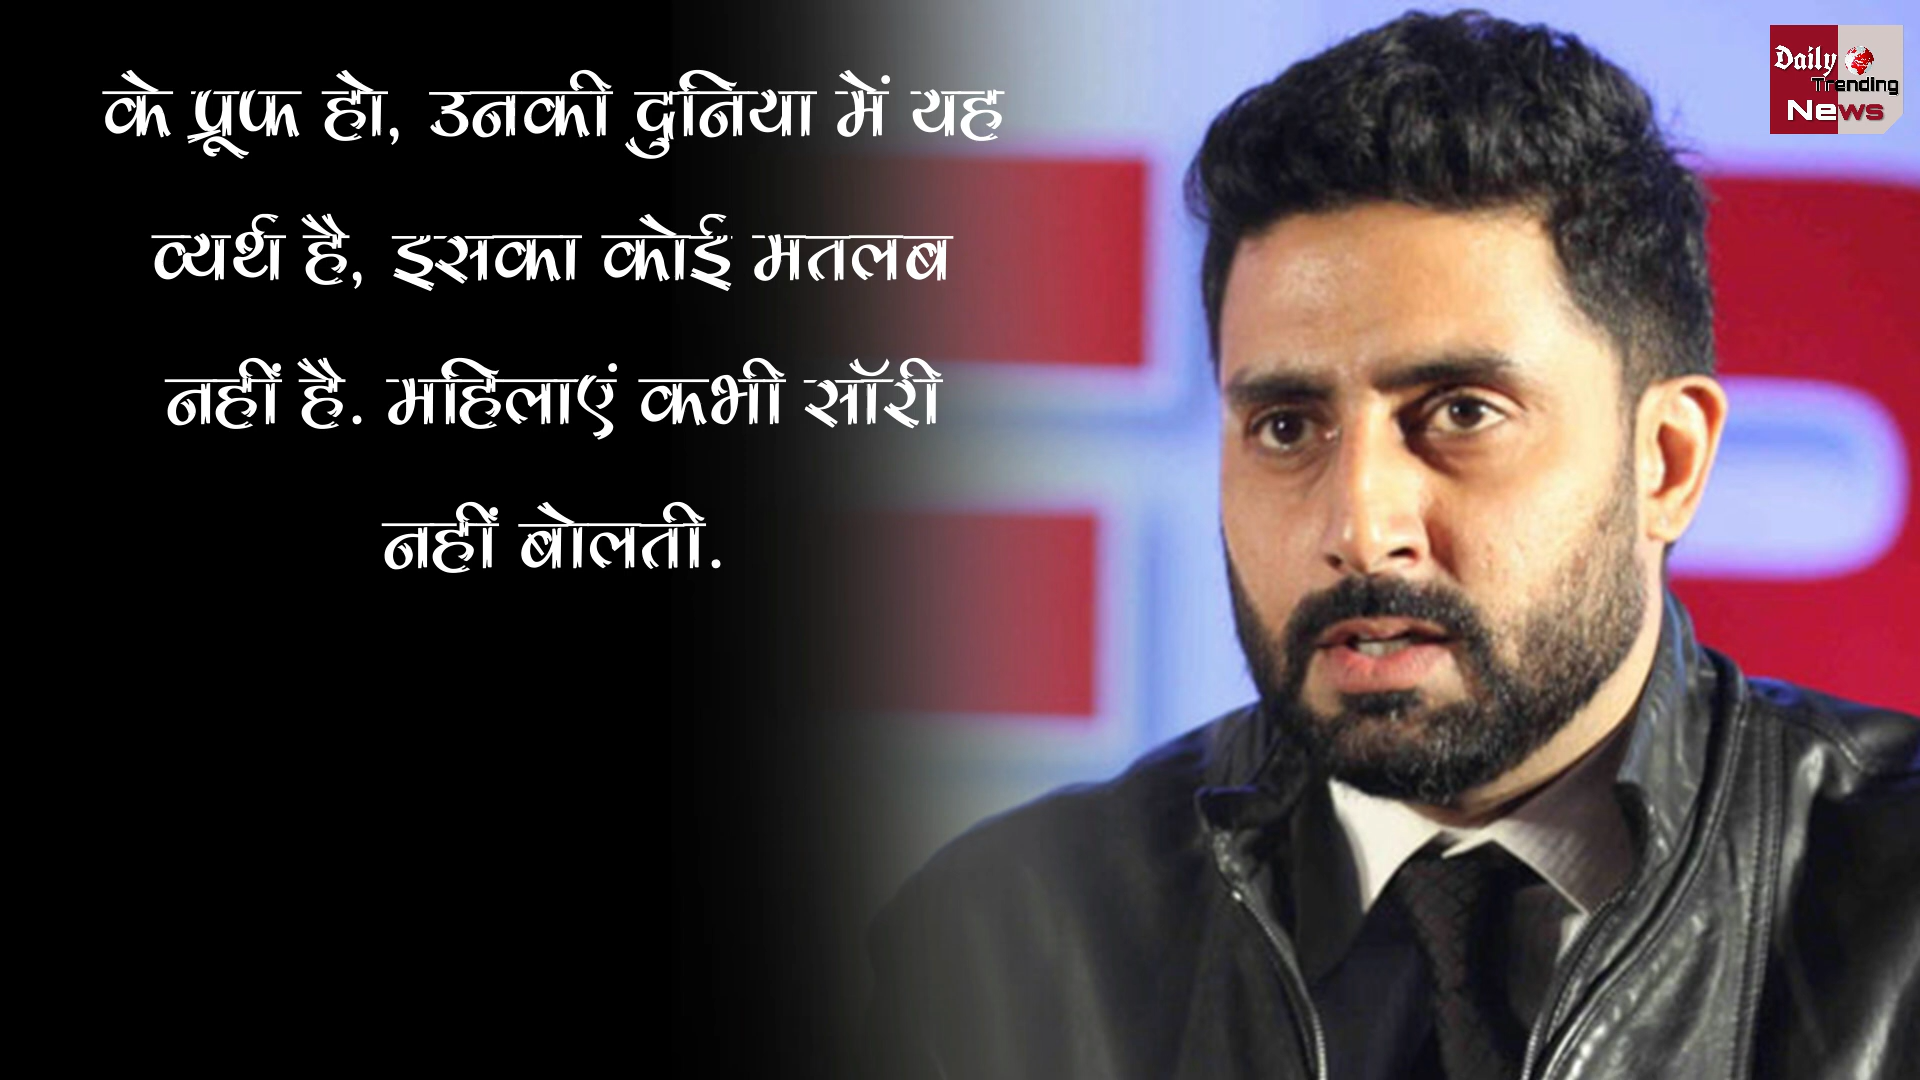 के प्रूफ हो, उनकी दुनिया में यह
व्यर्थ है, इसका कोई मतलब
नहीं है. महिलाएं कभी सॉरी
नहीं बोलती.
Daily
Trending
News